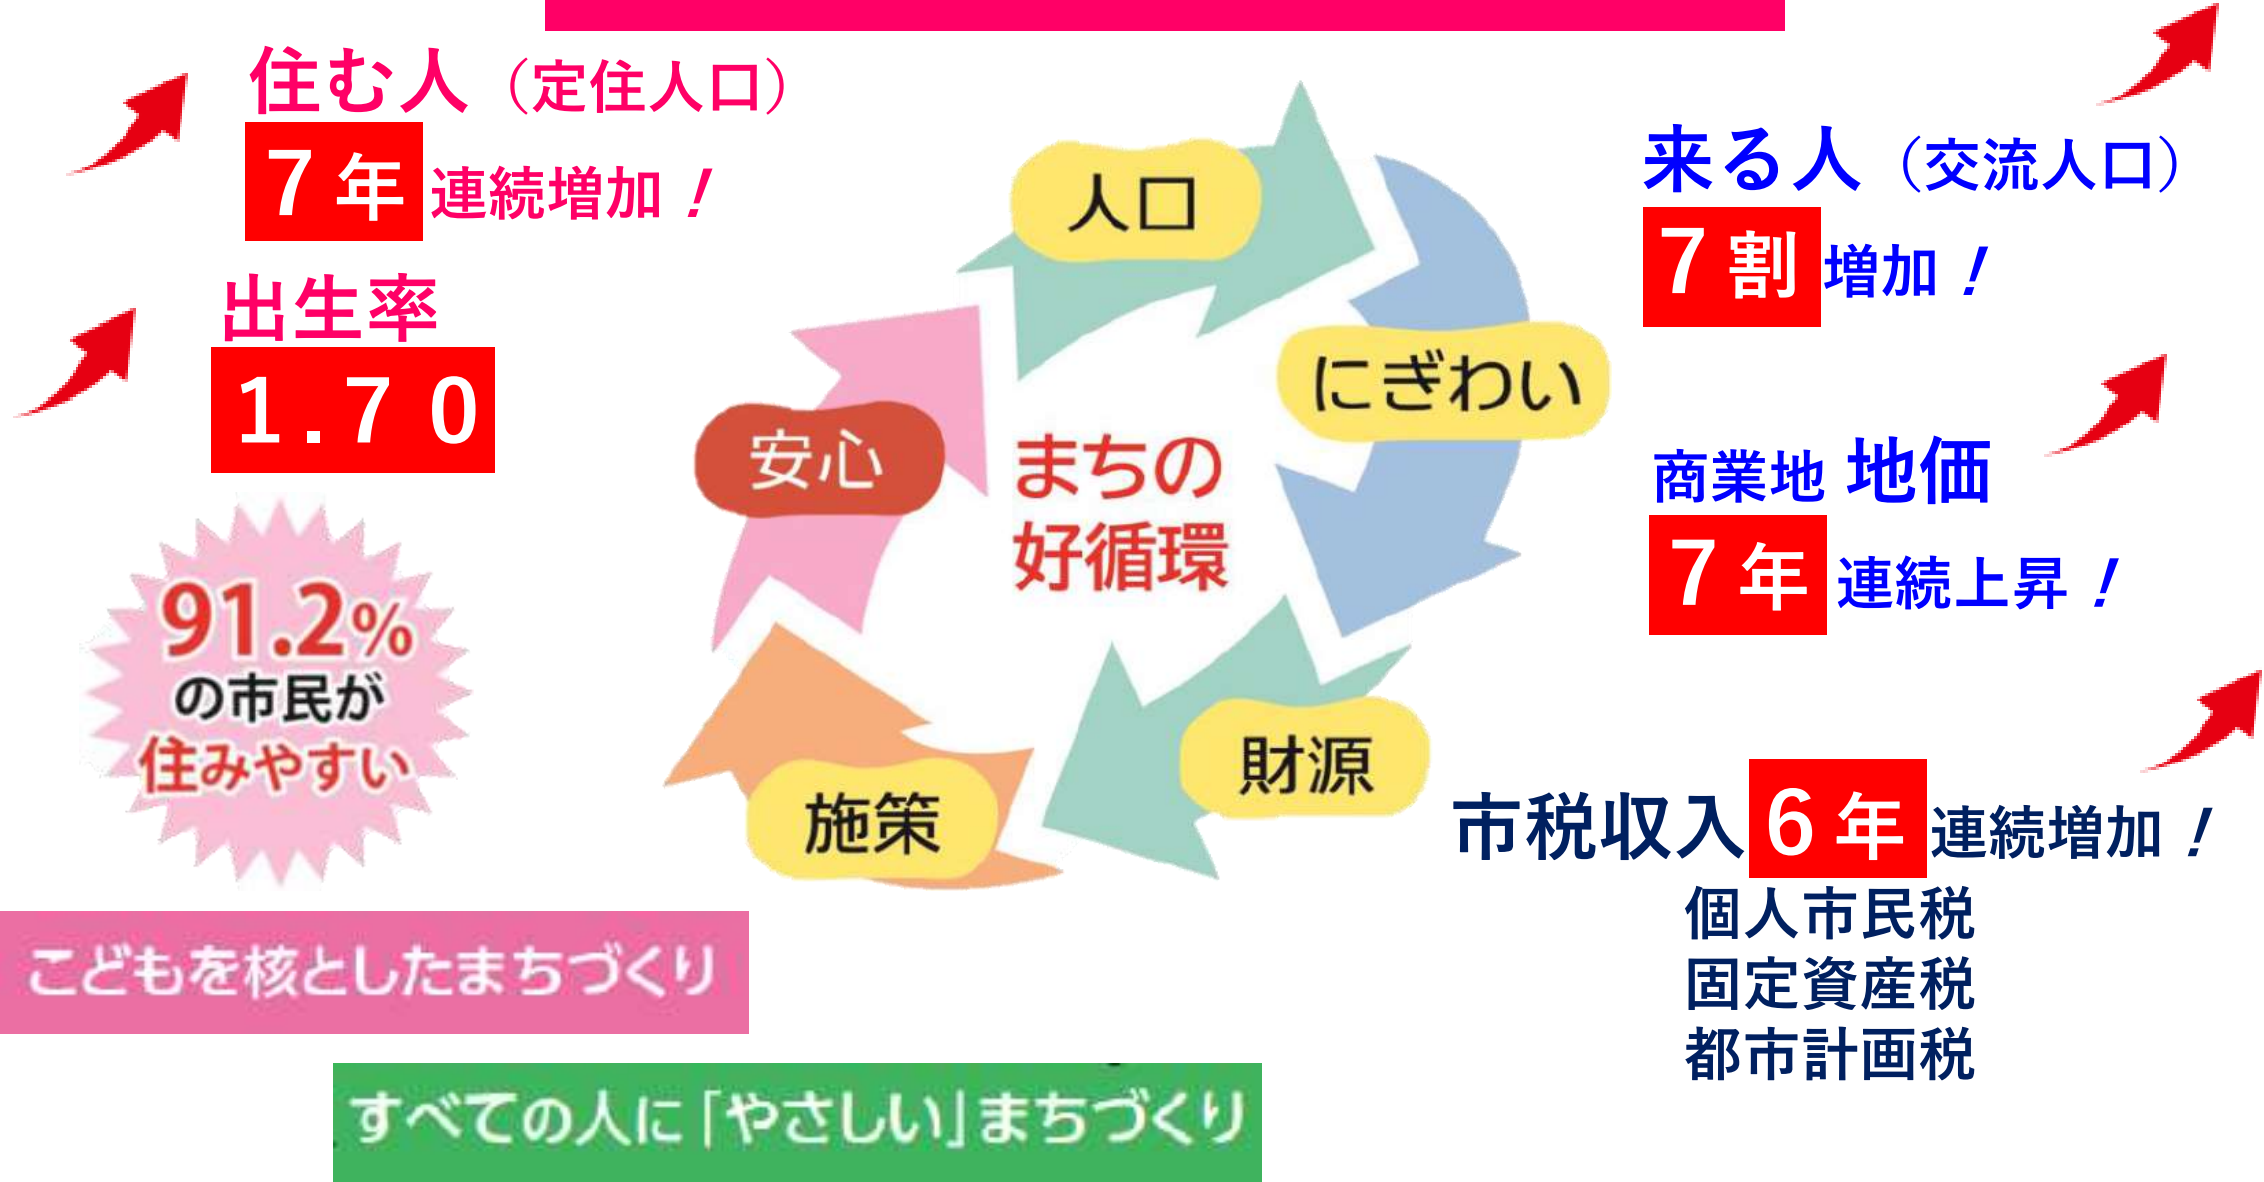 住む人（定住人口）
７年連続増加！
出生率
１.７０
91.2%
の市民が
住みやすい
人口
にぎわい
財源
施策
安心
まちの
好循環
来る人（交流人口）
７割増加！
商業地 地価
７年連続上昇！
市税収入６年連続増加！
個人市民税
固定資産税
都市計画税
こどもを核としたまちづくり
すべての人に「やさしい」まちづくり